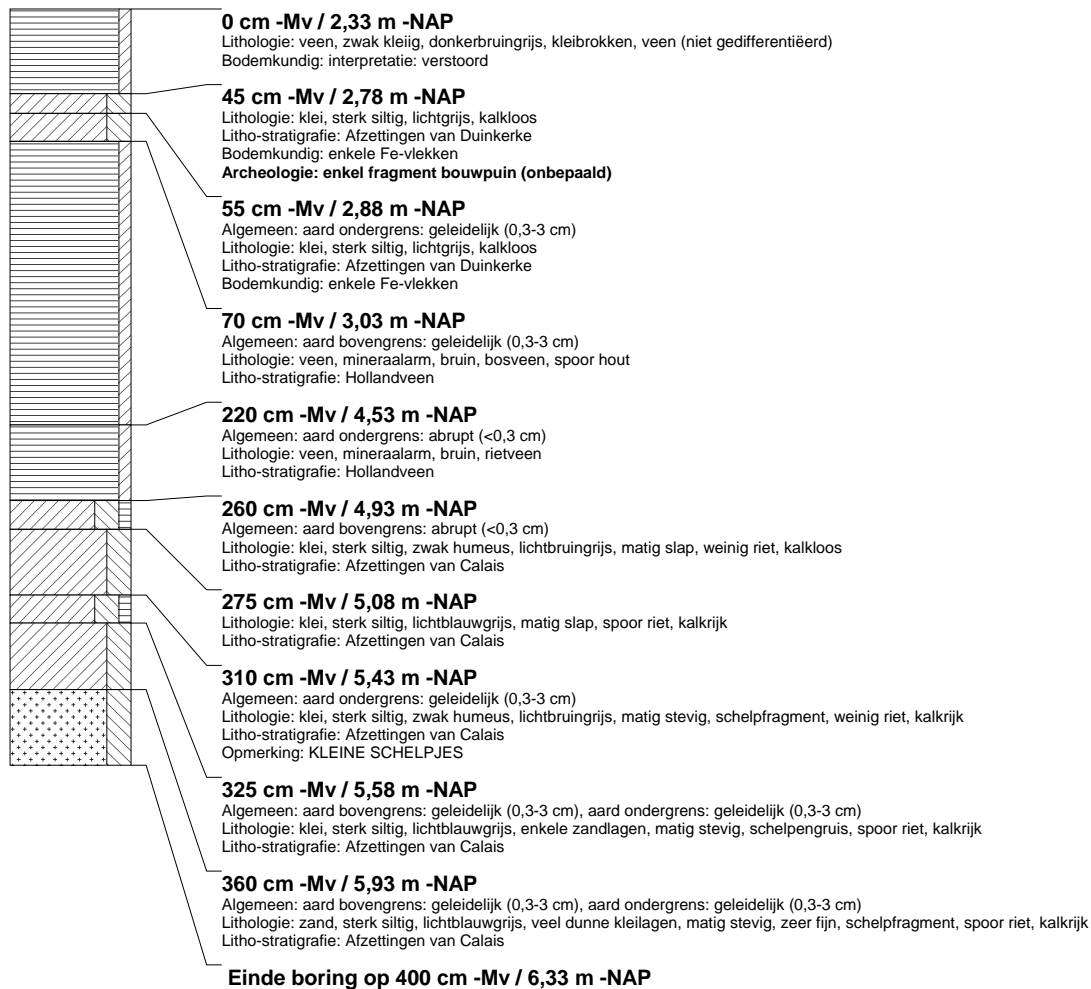 0 cm -Mv / 2,33 m -NAP
Lithologie: veen, zwak kleiig, donkerbruingrijs, kleibrokken, veen (niet gedifferentiëerd)
Bodemkundig: interpretatie: verstoord
45 cm -Mv / 2,78 m -NAP
Lithologie: klei, sterk siltig, lichtgrijs, kalkloos
Litho-stratigrafie: Afzettingen van Duinkerke
Bodemkundig: enkele Fe-vlekken
Archeologie: enkel fragment bouwpuin (onbepaald)
55 cm -Mv / 2,88 m -NAP
Algemeen: aard ondergrens: geleidelijk (0,3-3 cm)
Lithologie: klei, sterk siltig, lichtgrijs, kalkloos
Litho-stratigrafie: Afzettingen van Duinkerke
Bodemkundig: enkele Fe-vlekken
70 cm -Mv / 3,03 m -NAP
Algemeen: aard bovengrens: geleidelijk (0,3-3 cm)
Lithologie: veen, mineraalarm, bruin, bosveen, spoor hout
Litho-stratigrafie: Hollandveen
220 cm -Mv / 4,53 m -NAP
Algemeen: aard ondergrens: abrupt (<0,3 cm)
Lithologie: veen, mineraalarm, bruin, rietveen
Litho-stratigrafie: Hollandveen
260 cm -Mv / 4,93 m -NAP
Algemeen: aard bovengrens: abrupt (<0,3 cm)
Lithologie: klei, sterk siltig, zwak humeus, lichtbruingrijs, matig slap, weinig riet, kalkloos
Litho-stratigrafie: Afzettingen van Calais
275 cm -Mv / 5,08 m -NAP
Lithologie: klei, sterk siltig, lichtblauwgrijs, matig slap, spoor riet, kalkrijk
Litho-stratigrafie: Afzettingen van Calais
310 cm -Mv / 5,43 m -NAP
Algemeen: aard ondergrens: geleidelijk (0,3-3 cm)
Lithologie: klei, sterk siltig, zwak humeus, lichtbruingrijs, matig stevig, schelpfragment, weinig riet, kalkrijk
Litho-stratigrafie: Afzettingen van Calais
Opmerking: KLEINE SCHELPJES
325 cm -Mv / 5,58 m -NAP
Algemeen: aard bovengrens: geleidelijk (0,3-3 cm), aard ondergrens: geleidelijk (0,3-3 cm)
Lithologie: klei, sterk siltig, lichtblauwgrijs, enkele zandlagen, matig stevig, schelpengruis, spoor riet, kalkrijk
Litho-stratigrafie: Afzettingen van Calais
360 cm -Mv / 5,93 m -NAP
Algemeen: aard bovengrens: geleidelijk (0,3-3 cm), aard ondergrens: geleidelijk (0,3-3 cm)
Lithologie: zand, sterk siltig, lichtblauwgrijs, veel dunne kleilagen, matig stevig, zeer fijn, schelpfragment, spoor riet, kalkrijk
Litho-stratigrafie: Afzettingen van Calais
Einde boring op 400 cm -Mv / 6,33 m -NAP